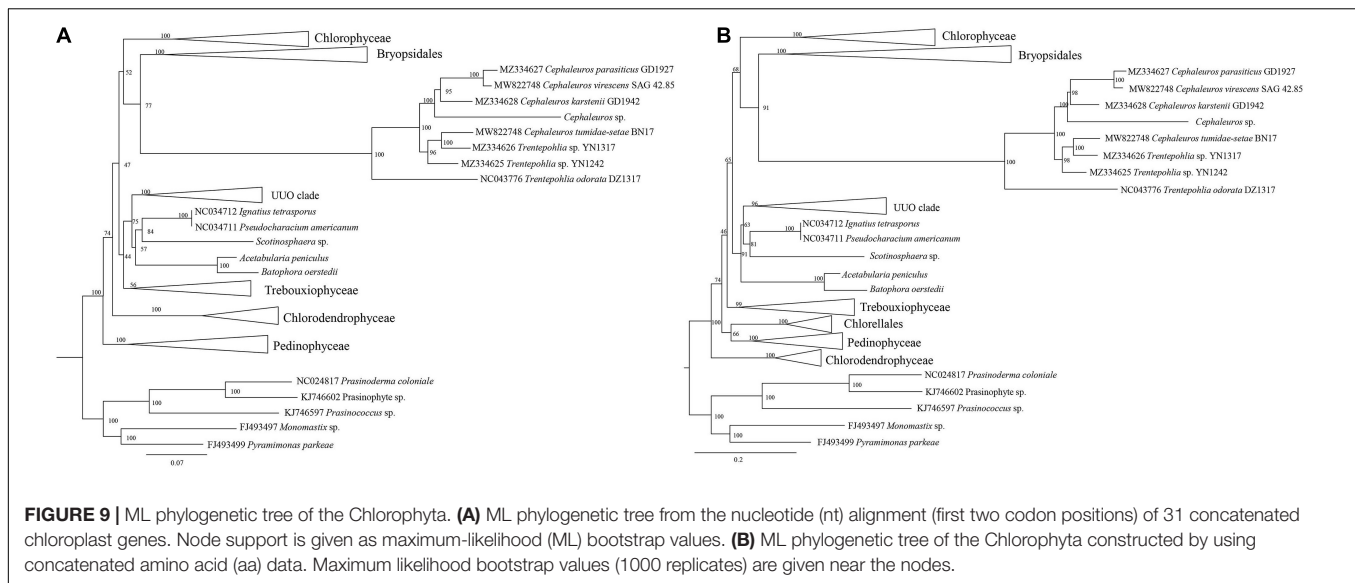 A
100
Chlorophyceae
52
100
Bryopsidales
77
MZ334627 Cephaleuros parasiticus GD1927
100
MW822748 Cephaleuros virescens SAG 42.85
95
MZ334628 Cephaleuros karstenii GD1942
100
Cephaleuros sp.
100
MW822748 Cephaleuros tumidae-setae BN17
100
MZ334626 Trentepohlia sp. YN1317
96
MZ334625 Trentepohlia sp. YN1242
100
NC043776 Trentepohlia odorata DZ1317
47
100
UUO clade
75
NC034712 Ignatius tetrasporus
100
NC034711 Pseudocharacium americanum
84
Scotinosphaera sp.
57
74
44
Acetabularia peniculus
100
Batophora oerstedii
56
Trebouxiophyceae
100
100
Chlorodendrophyceae
100
Pedinophyceae
NC024817 Prasinoderma coloniale
100
KJ746602 Prasinophyte sp.
100
KJ746597 Prasinococcus sp.
100
FJ493497 Monomastix sp.
100
FJ493499 Pyramimonas parkeae
0.07
B
100
Chlorophyceae
68
100
Bryopsidales
91
MZ334627 Cephaleuros parasiticus GD1927
100
MW822748 Cephaleuros virescens SAG 42.85
98
MZ334628 Cephaleuros karstenii GD1942
100
Cephaleuros sp.
100
MW822748 Cephaleuros tumidae-setae BN17
100
MZ334626 Trentepohlia sp. YN1317
98
MZ334625 Trentepohlia sp. YN1242
100
NC043776 Trentepohlia odorata DZ1317
65
96
UUO clade
63
NC034712 Ignatius tetrasporus
100
NC034711 Pseudocharacium americanum
81
46
Scotinosphaera sp.
91
74
Acetabularia peniculus
100
Batophora oerstedii
99
Trebouxiophyceae
100
100
Chlorellales
66
100
Pedinophyceae
100
Chlorodendrophyceae
NC024817 Prasinoderma coloniale
100
KJ746602 Prasinophyte sp.
100
KJ746597 Prasinococcus sp.
100
FJ493497 Monomastix sp.
100
FJ493499 Pyramimonas parkeae
0.2
FIGURE 9 | ML phylogenetic tree of the Chlorophyta. (A) ML phylogenetic tree from the nucleotide (nt) alignment (first two codon positions) of 31 concatenated
chloroplast genes. Node support is given as maximum-likelihood (ML) bootstrap values. (B) ML phylogenetic tree of the Chlorophyta constructed by using
concatenated amino acid (aa) data. Maximum likelihood bootstrap values (1000 replicates) are given near the nodes.